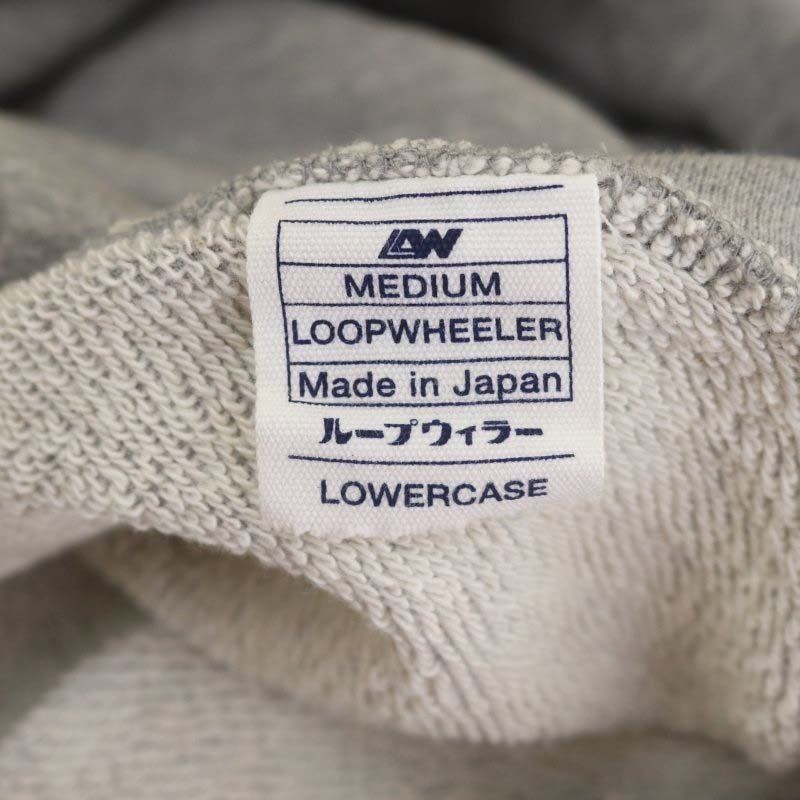 LW
MEDIUM
LOOPWHEELER
Made in Japan
ループウィラー
LOWERCASE